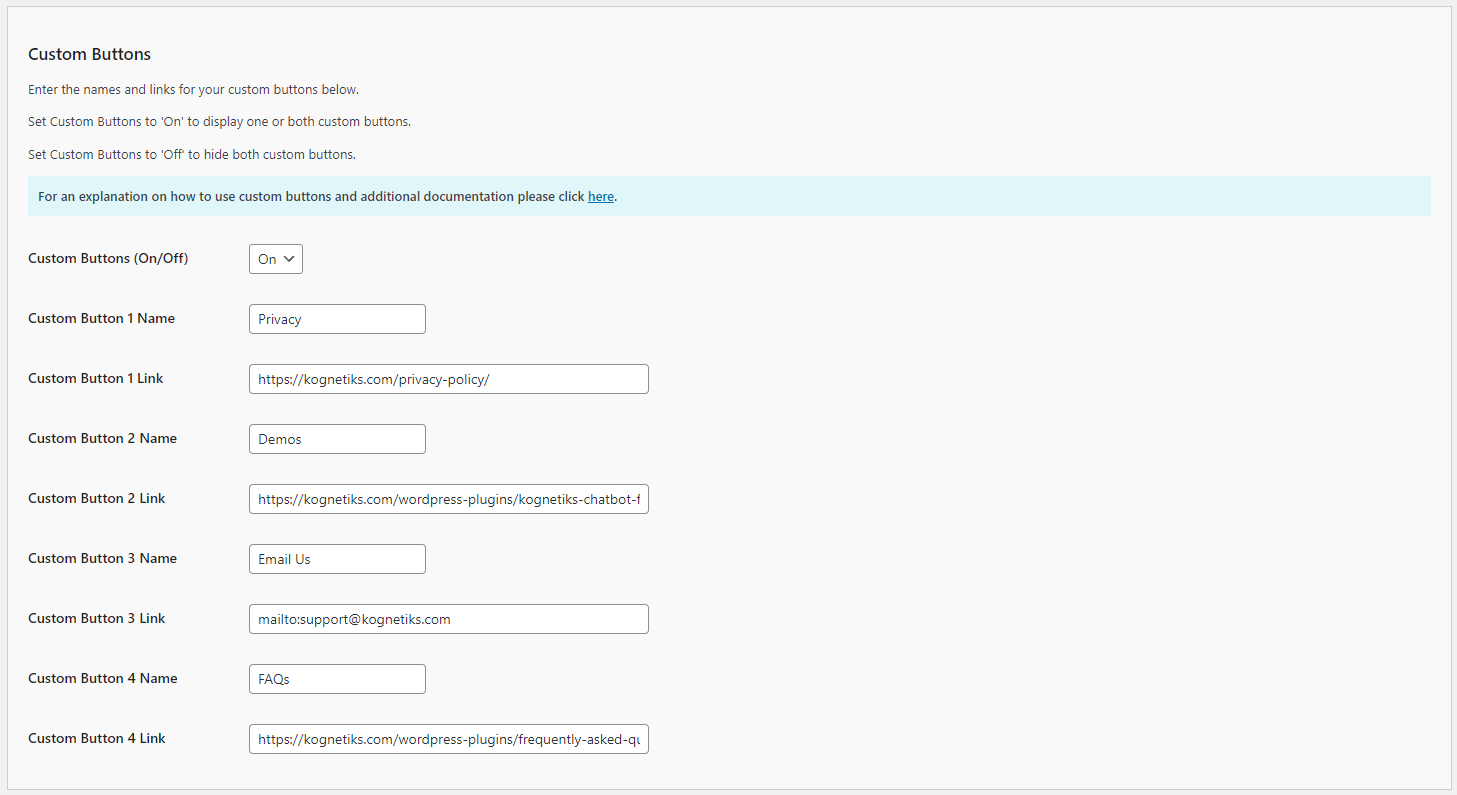 Custom Buttons
Enter the names and links for your custom buttons below.
Set Custom Buttons to 'On' to display one or both custom buttons.
Set Custom Buttons to 'Off' to hide both custom buttons.
For an explanation on how to use custom buttons and additional documentation please click here.
Custom Buttons (On/Off) On
Custom Button 1 Name Privacy
Custom Button 1 Link https://kognetiks.com/privacy-policy/
Custom Button 2 Name Demos
Custom Button 2 Link https://kognetiks.com/wordpress-plugins/kognetiks-chatbot-f
Custom Button 3 Name Email Us
Custom Button 3 Link mailto:support@kognetiks.com
Custom Button 4 Name FAQs
Custom Button 4 Link https://kognetiks.com/wordpress-plugins/frequently-asked-qu